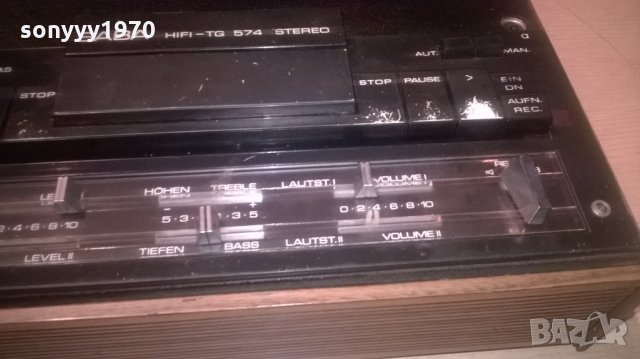 sonyyy1970
SABA HIFI-TG 574 STEREO
AUT. MAN.
STOP STOP PAUSE > EIN
ON
AUFN.
REC.
HÖHEN TREBLE LAUTST. I VOLUME I
2·4·6·8·10 5·3 1·3·5 0·2·4·6·8·10
+
LEVEL II TIEFEN BASS LAUTST. II VOLUME II
BAZAR